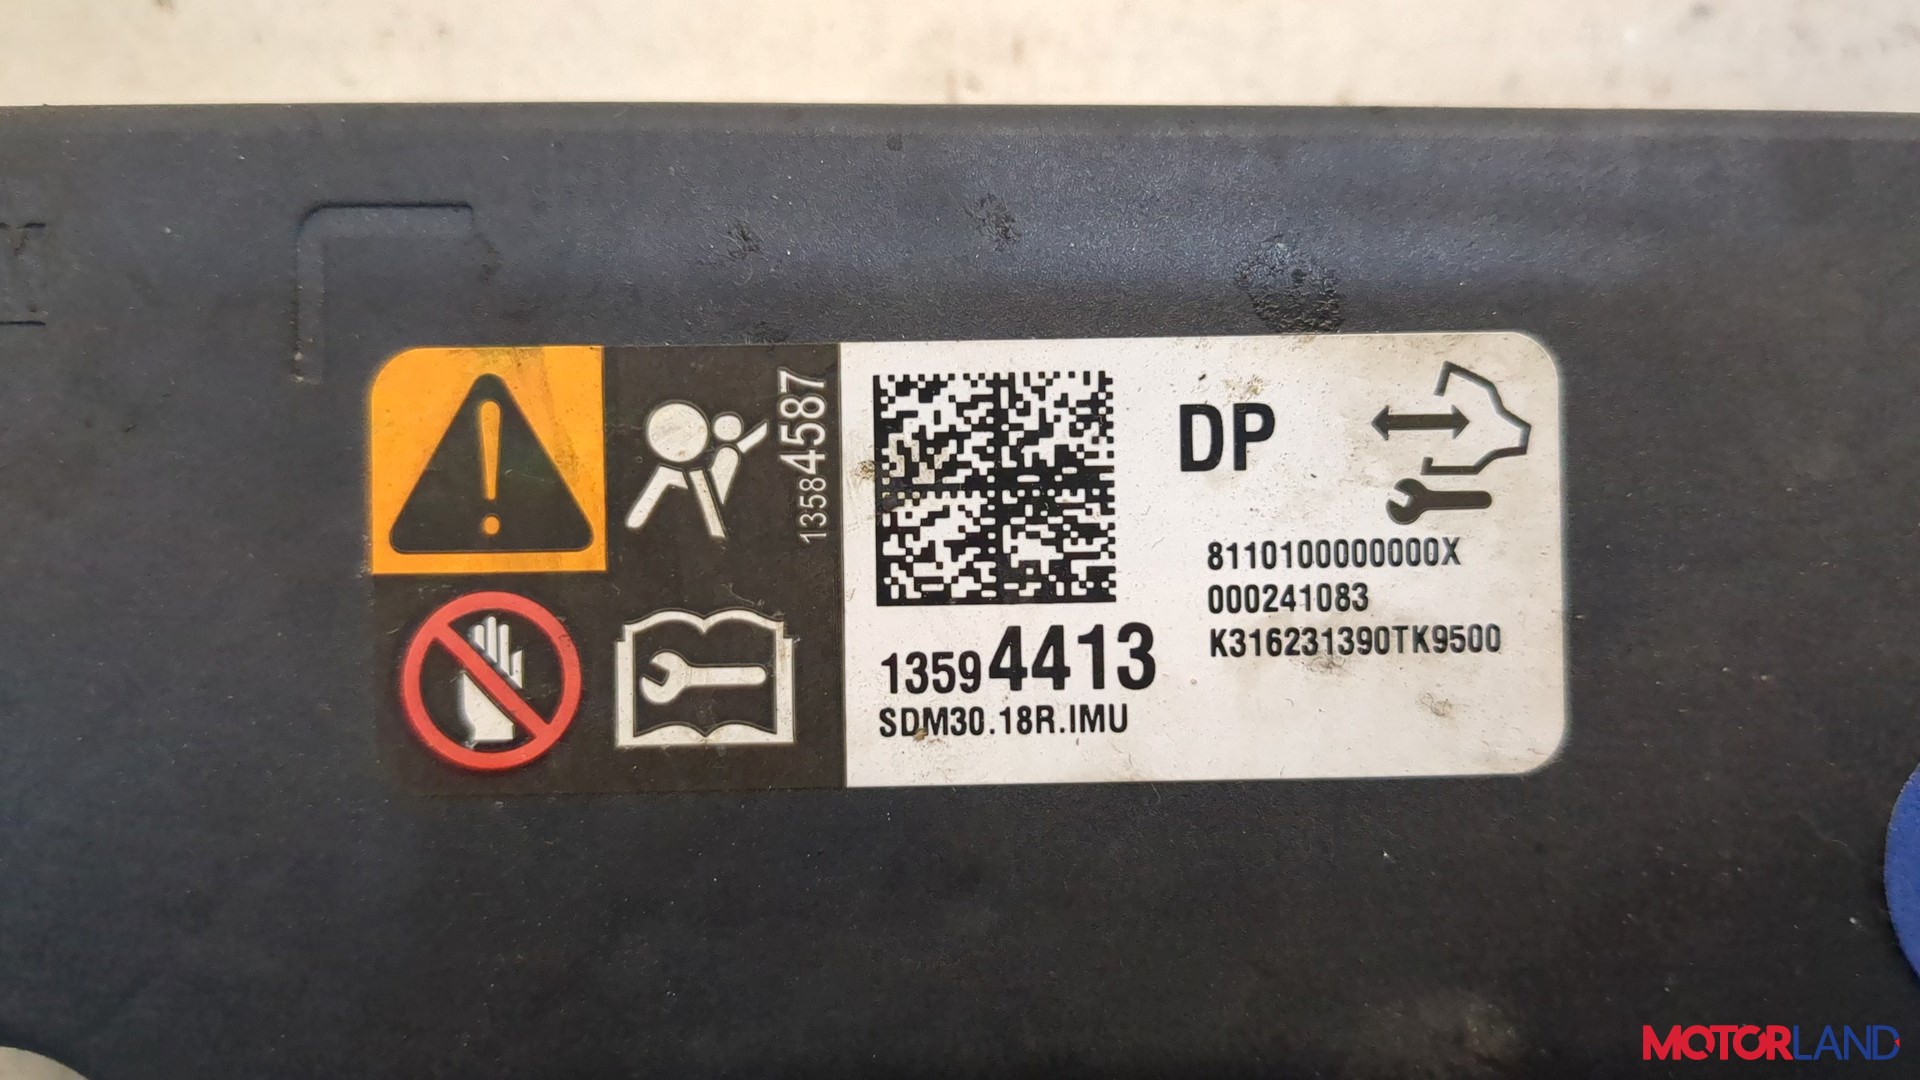 13584587
DP
8110100000000X
000241083
K316231390TK9500
13594413
SDM30.18R.IMU
MOTORLAND